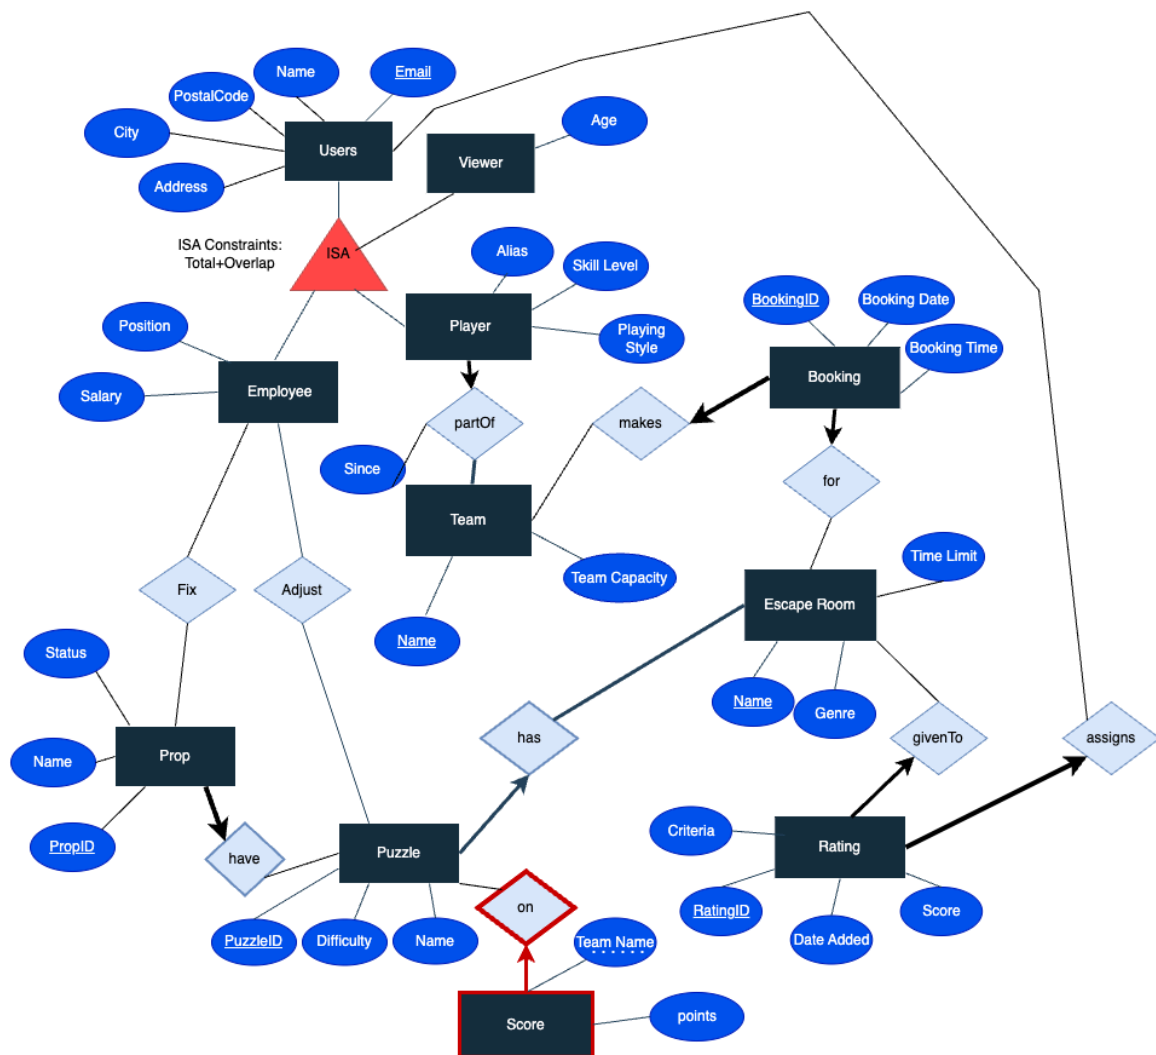 Name
Email
PostalCode
City
Users
Address
Viewer
Age
ISA Constraints:
Total+Overlap
ISA
Alias
Skill Level
Player
Playing
Style
BookingID
Booking Date
Booking Time
Booking
Position
Salary
Employee
partOf
makes
Since
Team
for
Team Capacity
Name
Time Limit
Escape Room
Name
Genre
Fix
Adjust
Status
Name
Prop
PropID
has
givenTo
assigns
have
Puzzle
PuzzleID
Difficulty
Name
on
Criteria
Rating
RatingID
Date Added
Score
Team Name
Score
points